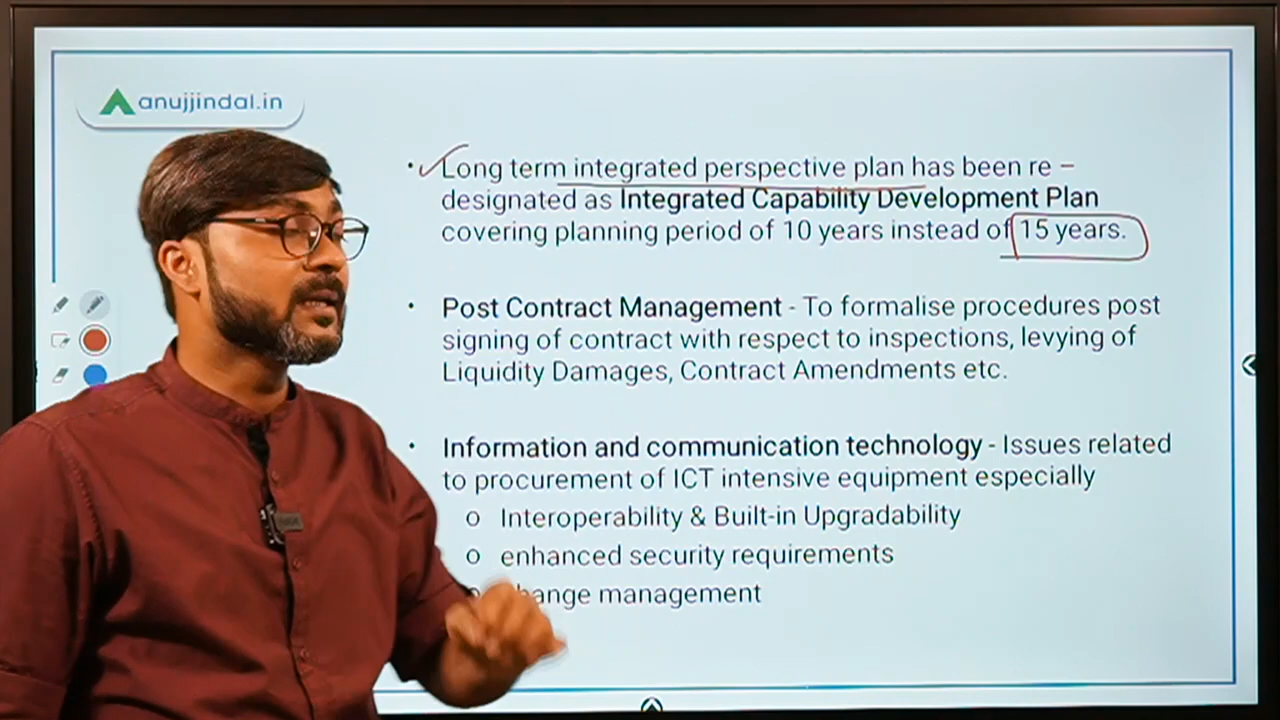 anujjindal.in
• Long term integrated perspective plan has been re –
designated as Integrated Capability Development Plan
covering planning period of 10 years instead of 15 years.
• Post Contract Management - To formalise procedures post
signing of contract with respect to inspections, levying of
Liquidity Damages, Contract Amendments etc.
• Information and communication technology - Issues related
to procurement of ICT intensive equipment especially
o Interoperability & Built-in Upgradability
o enhanced security requirements
management